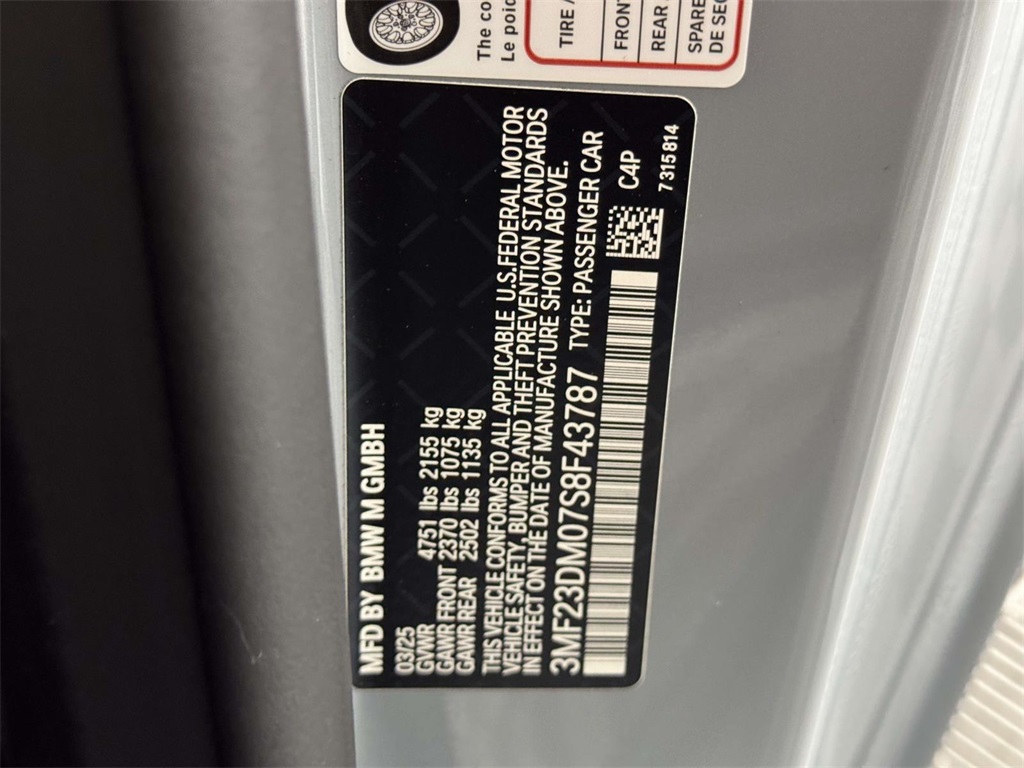 The co
Le poid
TIRE /
FRONT
REAR
SPARE
DE SEC
MFD BY BMW M GMBH
03/25
GVWR 4751 lbs 2155 kg
GAWR FRONT 2370 lbs 1075 kg
GAWR REAR 2502 lbs 1135 kg
THIS VEHICLE CONFORMS TO ALL APPLICABLE U.S.FEDERAL MOTOR
VEHICLE SAFETY, BUMPER AND THEFT PREVENTION STANDARDS
IN EFFECT ON THE DATE OF MANUFACTURE SHOWN ABOVE.
3MF23DM07S8F43787 TYPE: PASSENGER CAR
C4P
7 315 814